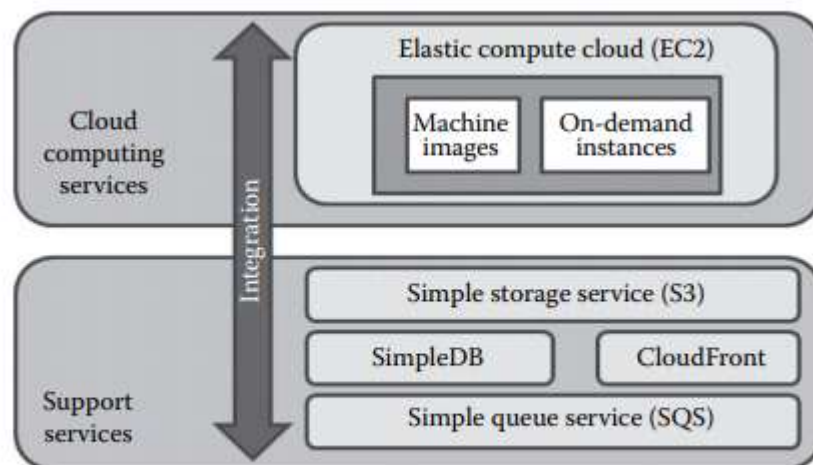 Elastic compute cloud (EC2)
Cloud
computing
services
Machine
images
On-demand
instances
Integration
Simple storage service (S3)
SimpleDB
CloudFront
Support
services
Simple queue service (SQS)